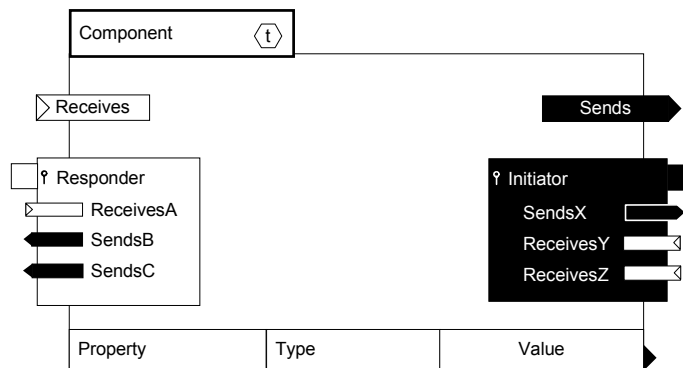 Component t
Receives
Sends
Responder
ReceivesA
SendsB
SendsC
Initiator
SendsX
ReceivesY
ReceivesZ
Property Type Value